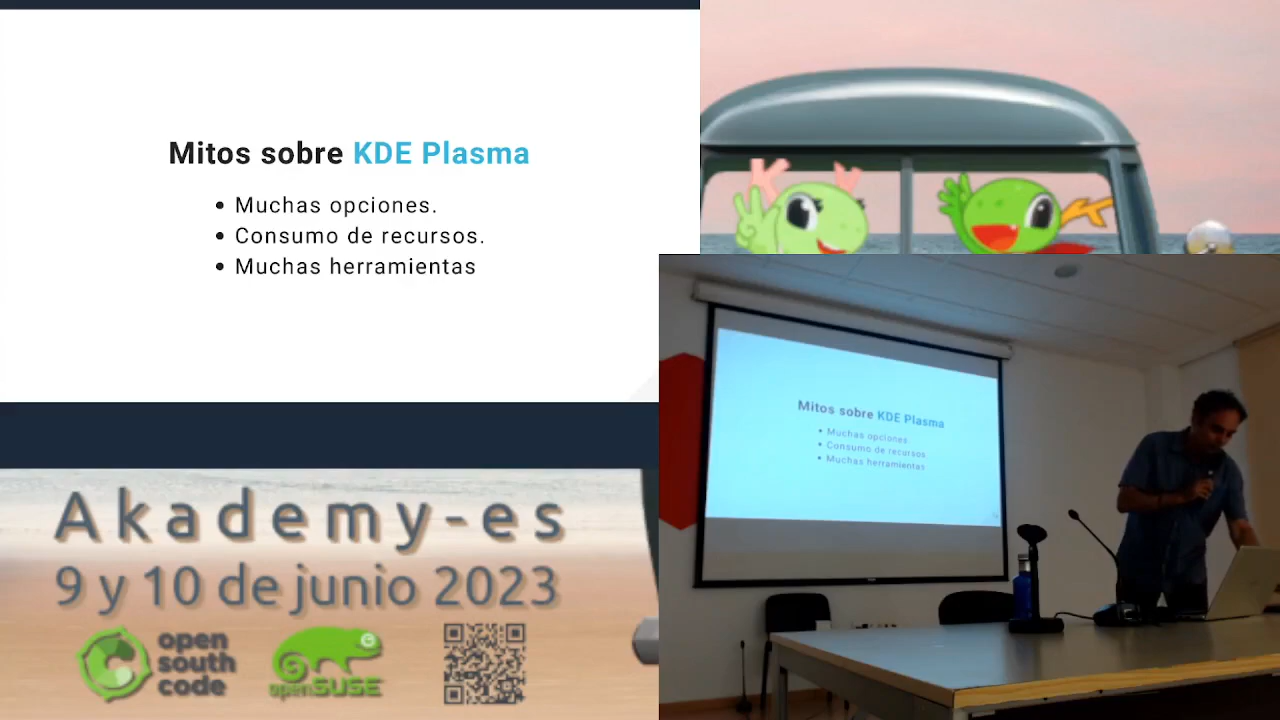 Mitos sobre KDE Plasma
Muchas opciones.
Consumo de recursos.
Muchas herramientas
Akademy-es
9 y 10 de junio 2023
open
south
code
openSUSE
Mitos sobre KDE Plasma
Muchas opciones.
Consumo de recursos.
Muchas herramientas